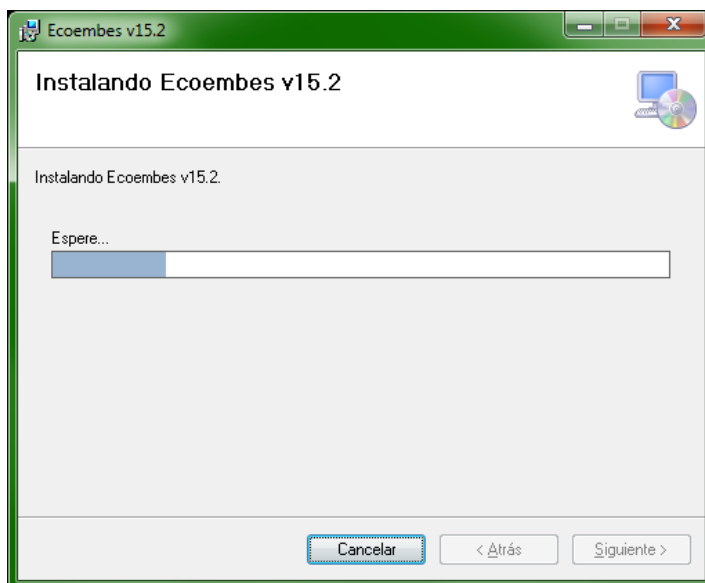 Ecoembes v15.2
Instalando Ecoembes v15.2
Instalando Ecoembes v15.2.
Espere...
Cancelar
< Atrás
Siguiente >